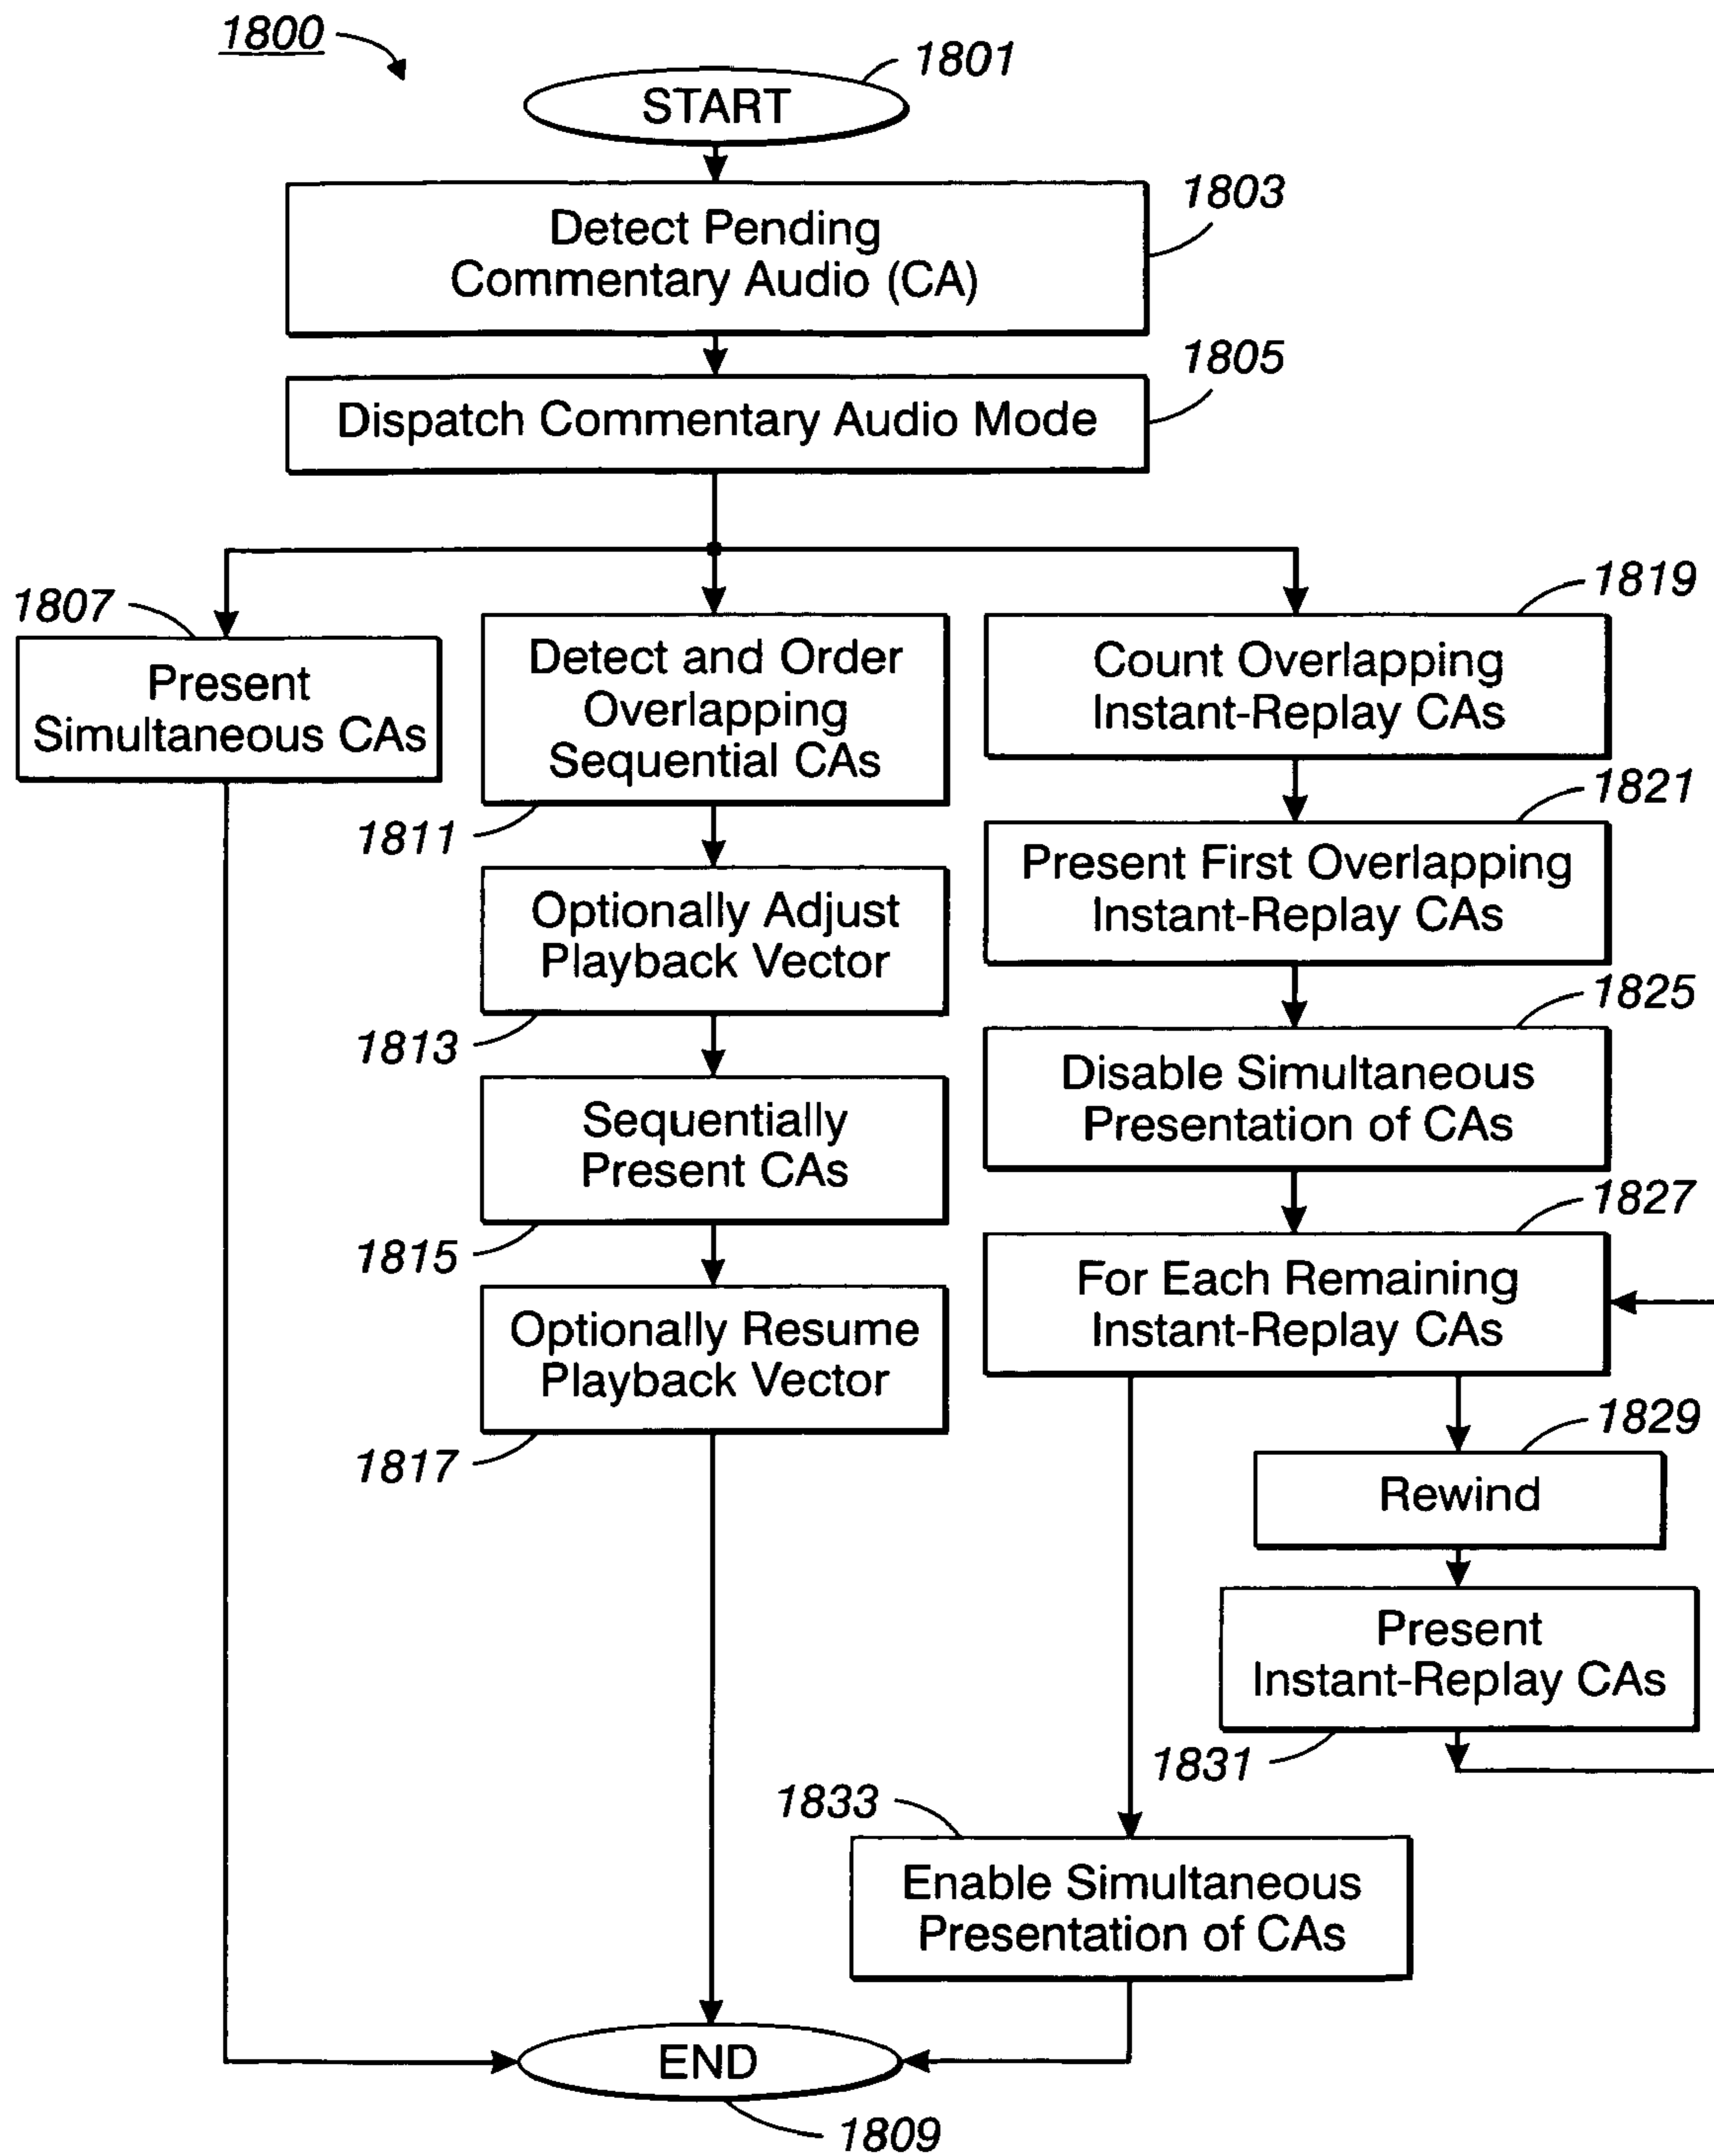 1800
1801
START
1803
Detect Pending
Commentary Audio (CA)
1805
Dispatch Commentary Audio Mode
1807
Present
Simultaneous CAs
Detect and Order
Overlapping
Sequential CAs
1811
Optionally Adjust
Playback Vector
1813
Sequentially
Present CAs
1815
Optionally Resume
Playback Vector
1817
1819
Count Overlapping
Instant-Replay CAs
1821
Present First Overlapping
Instant-Replay CAs
1825
Disable Simultaneous
Presentation of CAs
1827
For Each Remaining
Instant-Replay CAs
1829
Rewind
Present
Instant-Replay CAs
1831
1833
Enable Simultaneous
Presentation of CAs
END
1809